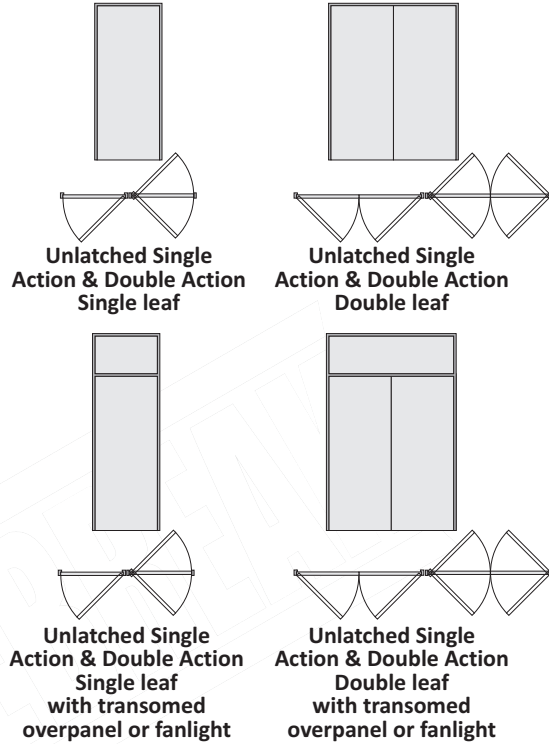 Unlatched Single
Action & Double Action
Single leaf
Unlatched Single
Action & Double Action
Double leaf
Unlatched Single
Action & Double Action
Single leaf
with transomed
overpanel or fanlight
Unlatched Single
Action & Double Action
Double leaf
with transomed
overpanel or fanlight